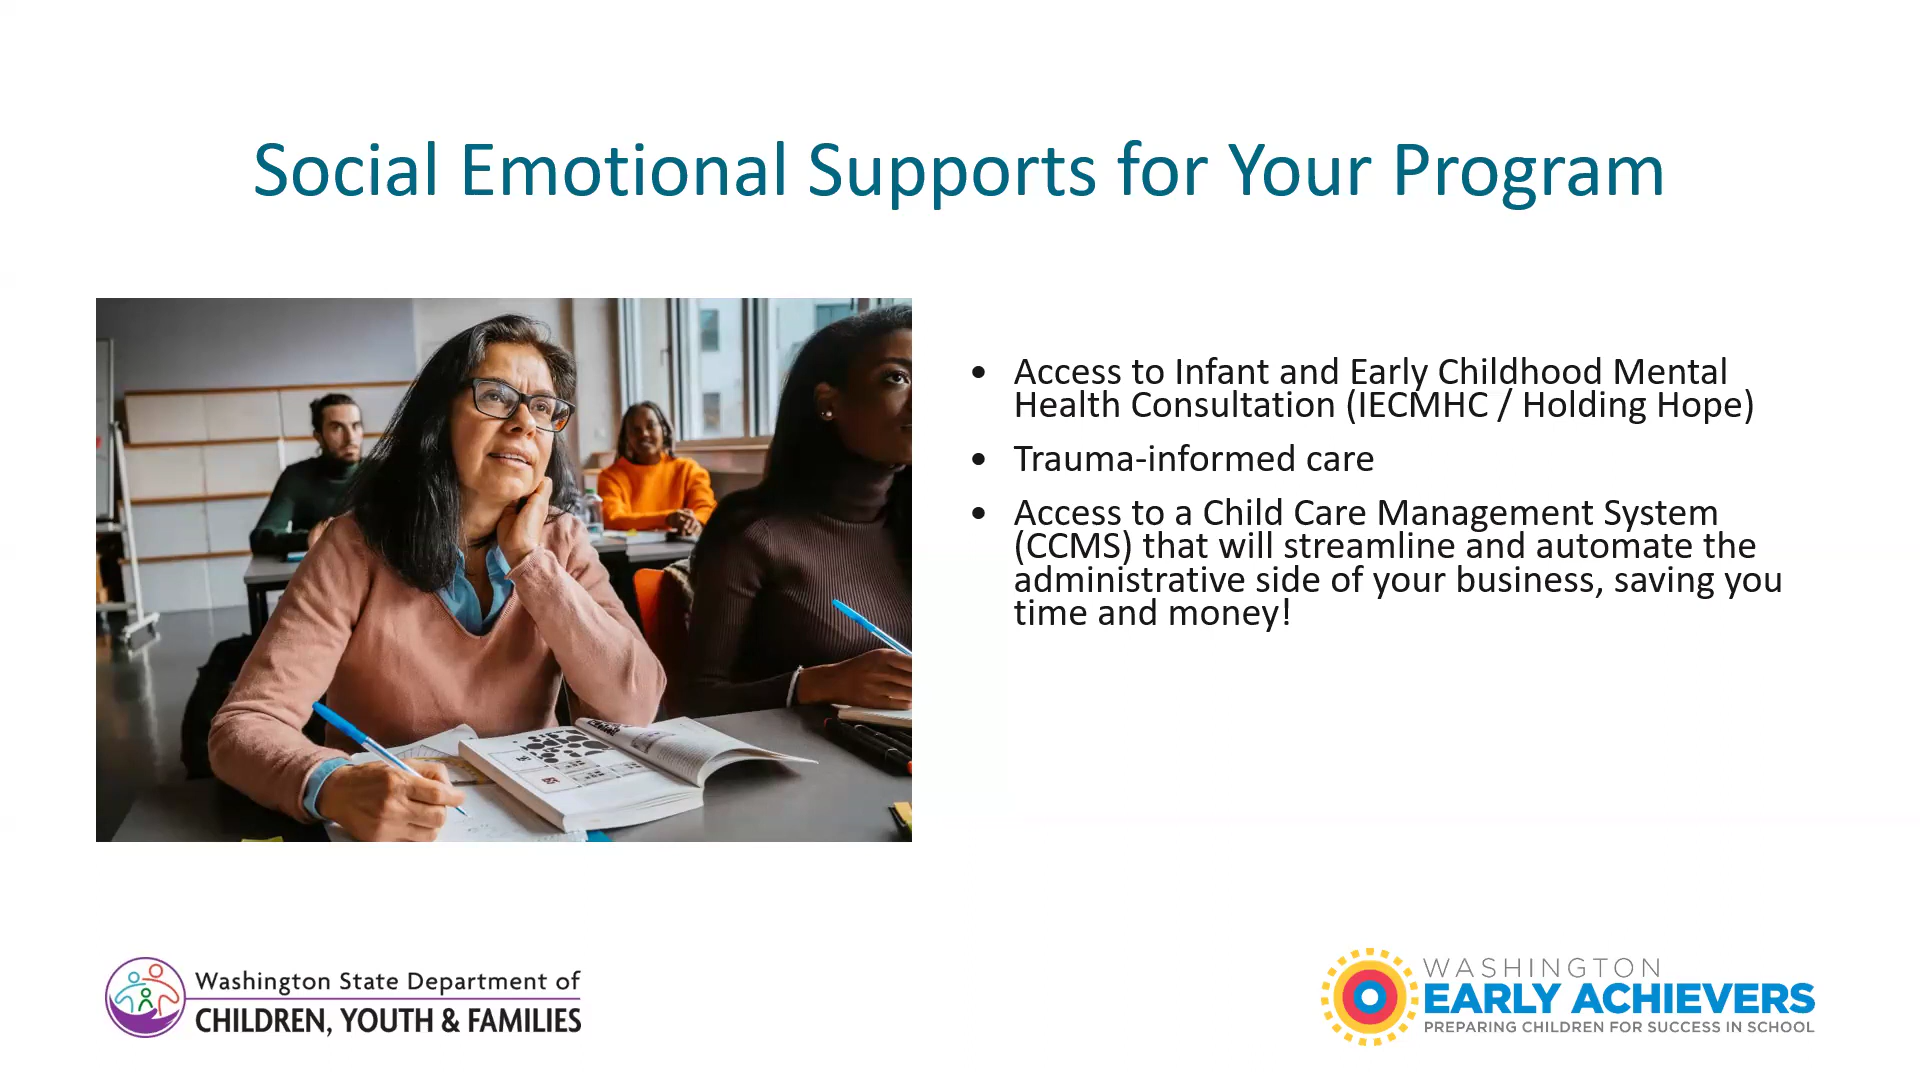 Social Emotional Supports for Your Program
• Access to Infant and Early Childhood Mental
Health Consultation (IECMHC / Holding Hope)
• Trauma-informed care
• Access to a Child Care Management System
(CCMS) that will streamline and automate the
administrative side of your business, saving you
time and money!
Washington State Department of
CHILDREN, YOUTH & FAMILIES
WASHINGTON
EARLY ACHIEVERS
PREPARING CHILDREN FOR SUCCESS IN SCHOOL